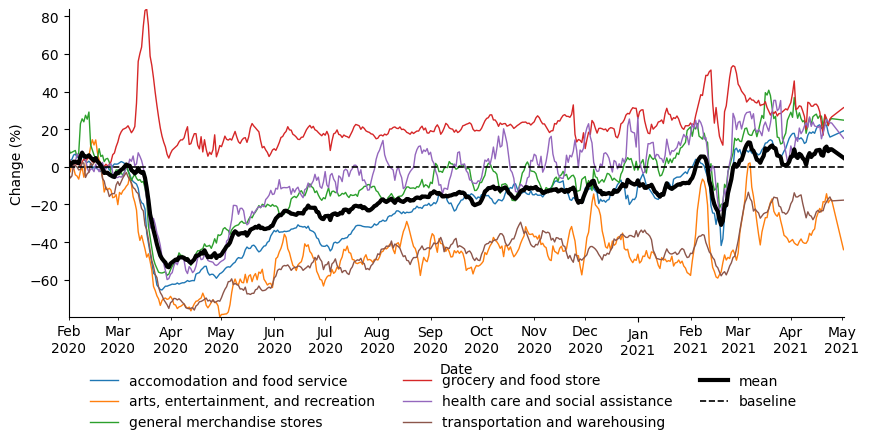 Change (%)
80
60
40
20
0
−20
−40
−60
Feb Mar Apr May Jun Jul Aug Sep Oct Nov Dec Jan Feb Mar Apr May
2020 2020 2020 2020 2020 2020 2020 2020 2020 2020 2020 2021 2021 2021 2021 2021
Date
accomodation and food service grocery and food store mean
arts, entertainment, and recreation health care and social assistance baseline
general merchandise stores transportation and warehousing